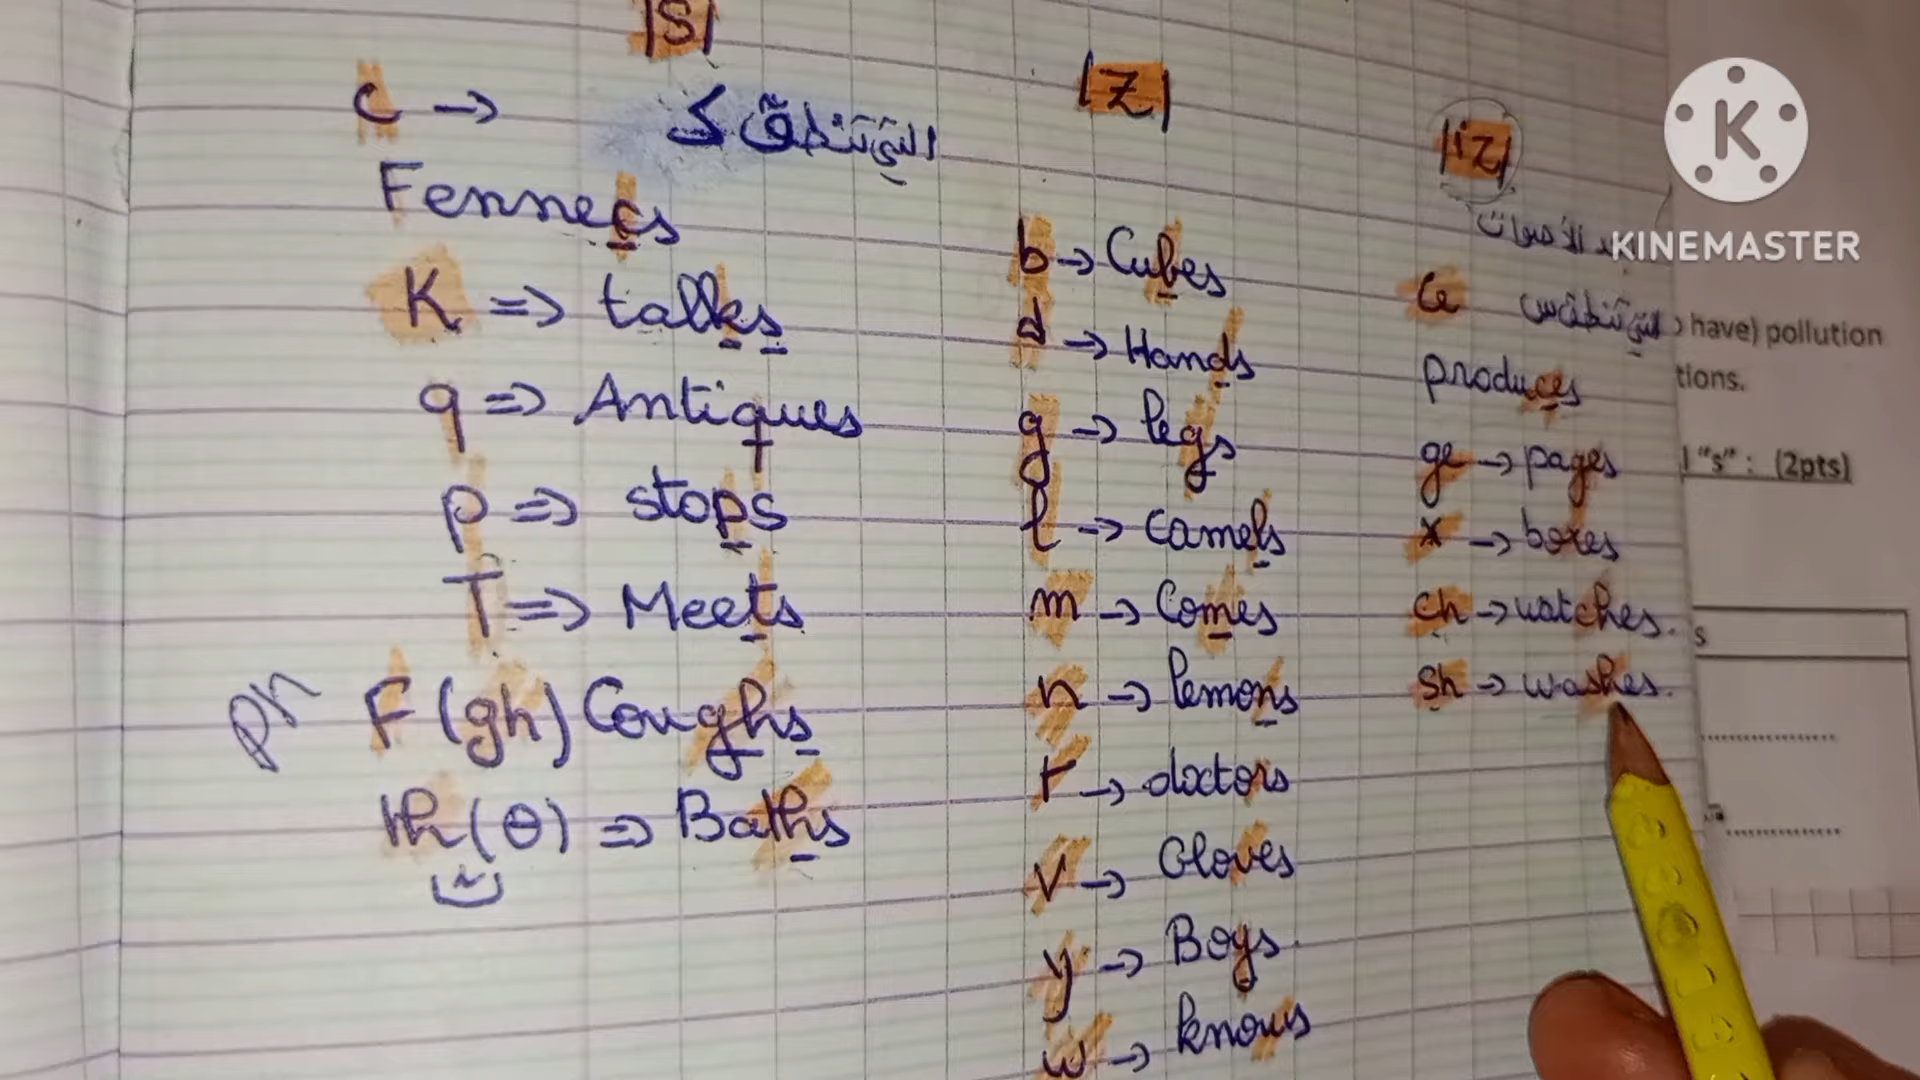 |S|
c → التي تنطق ك
Fennecs
K => talks
q => Antiques
p => stops
T => Meets
ph F (gh) Coughs
th (θ) => Baths
|Z|
b → Cubes
d → Hands
g → legs
l → Camels
m → Comes
n → lemons
r → doctors
v → Gloves
y → Boys.
w → knows
|iz|
الأصوات
Ce التي تنطق س
produces
ge → pages
x → boxes
ch → watches.
sh → washes.
K
KINEMASTER
have) pollution
tions.
"s" : (2pts)
s